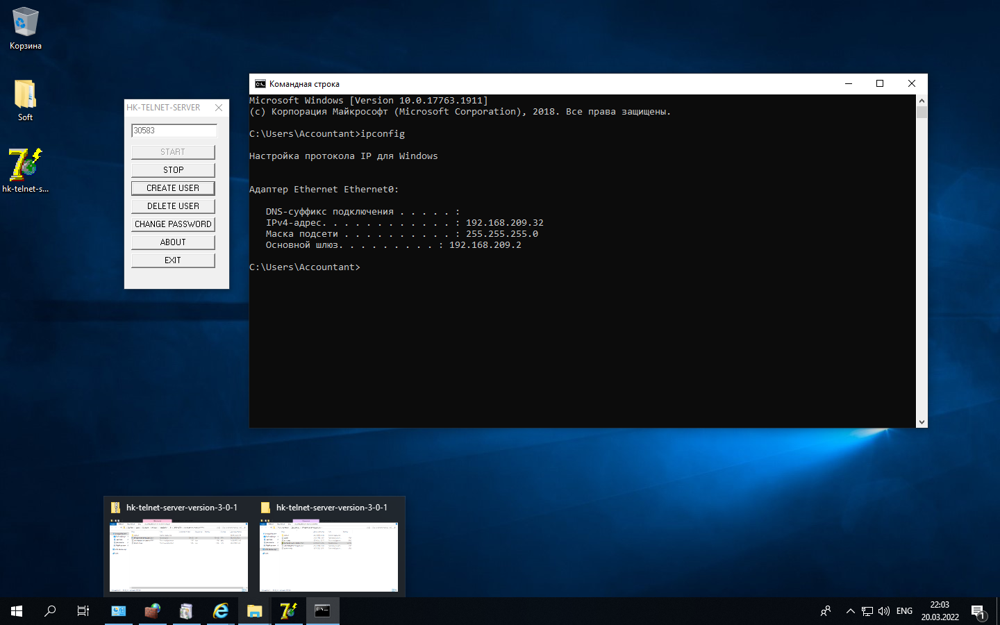 Корзина
Soft
hk-telnet-s...
HK-TELNET-SERVER
30583
START
STOP
CREATE USER
DELETE USER
CHANGE PASSWORD
ABOUT
EXIT
Командная строка
Microsoft Windows [Version 10.0.17763.1911]
(c) Корпорация Майкрософт (Microsoft Corporation), 2018. Все права защищены.
C:\Users\Accountant>ipconfig
Настройка протокола IP для Windows
Адаптер Ethernet Ethernet0:
DNS-суффикс подключения . . . . . :
IPv4-адрес. . . . . . . . . . . . : 192.168.209.32
Маска подсети . . . . . . . . . . : 255.255.255.0
Основной шлюз. . . . . . . . . : 192.168.209.2
C:\Users\Accountant>
hk-telnet-server-version-3-0-1
hk-telnet-server-version-3-0-1
ENG
22:03
20.03.2022
1